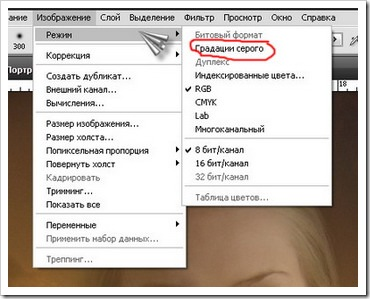 ание Изображение Слой Выделение Фильтр Просмотр Окно Справка
300
Портр
18
Режим
Коррекция
Создать дубликат...
Внешний канал...
Вычисления...
Размер изображения...
Размер холста...
Попиксельная пропорция
Повернуть холст
Кадрировать
Тримминг...
Показать все
Переменные
Применить набор данных...
Треппинг...
Битовый формат
Градации серого
Дуплекс
Индексированные цвета...
RGB
CMYK
Lab
Многоканальный
8 бит/канал
16 бит/канал
32 бит/канал
Таблица цветов...